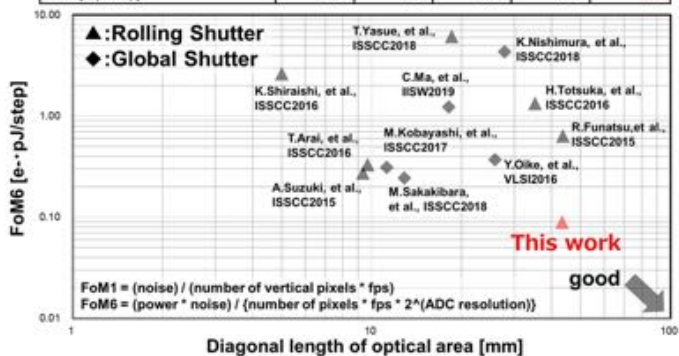 10.00
▲:Rolling Shutter
◆:Global Shutter
T.Yasue, et al.,
ISSCC2018
K.Nishimura, et al.,
ISSCC2018
K.Shiraishi, et al.,
ISSCC2016
C.Ma, et al.,
IISW2019
H.Totsuka, et al.,
ISSCC2016
1.00
T.Arai, et al.,
ISSCC2016
M.Kobayashi, et al.,
ISSCC2017
R.Funatsu,et al.,
ISSCC2015
A.Suzuki, et al.,
ISSCC2015
M.Sakakibara,
et al., ISSCC2018
Y.Oike, et al.,
VLSI2016
0.10
This work
good
FoM1 = (noise) / (number of vertical pixels * fps)
FoM6 = (power * noise) / {number of pixels * fps * 2^(ADC resolution)}
0.01
1
10
100
FoM6 [e-･pJ/step]
Diagonal length of optical area [mm]